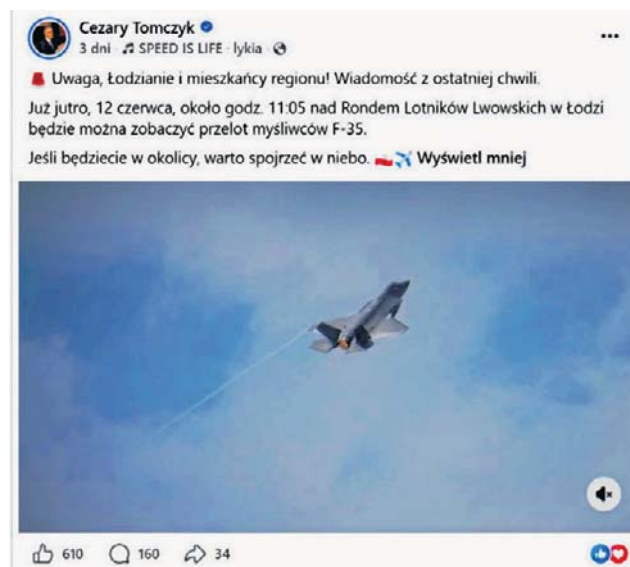 Cezary Tomczyk
3 dni · SPEED IS LIFE · lykia ·
Uwaga, Łodzianie i mieszkańcy regionu! Wiadomość z ostatniej chwili.
Już jutro, 12 czerwca, około godz. 11:05 nad Rondem Lotników Lwowskich w Łodzi
będzie można zobaczyć przelot myśliwców F-35.
Jeśli będziecie w okolicy, warto spojrzeć w niebo. Wyświetl mniej
610 160 34